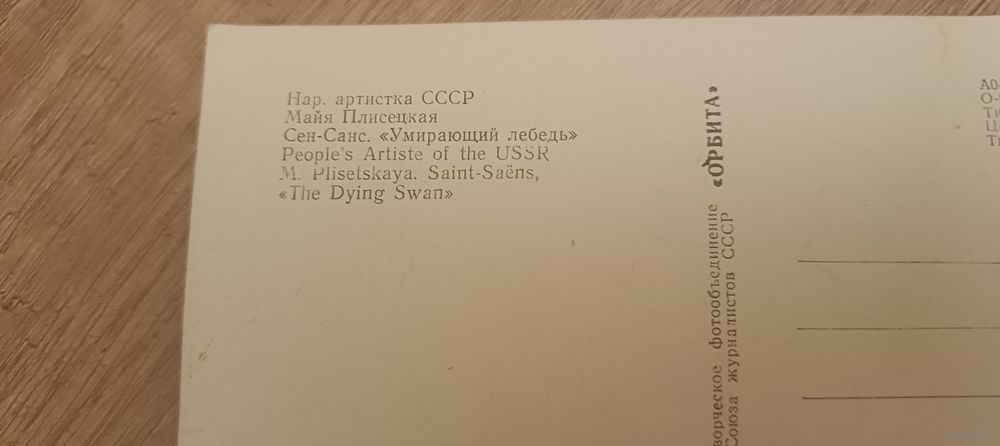 Нар. артистка СССР
Майя Плисецкая
Сен-Санс. «Умирающий лебедь»
People's Artiste of the USSR
M. Plisetskaya. Saint-Saëns,
«The Dying Swan»
«ОРБИТА»
фотообъединение
Союза журналистов СССР